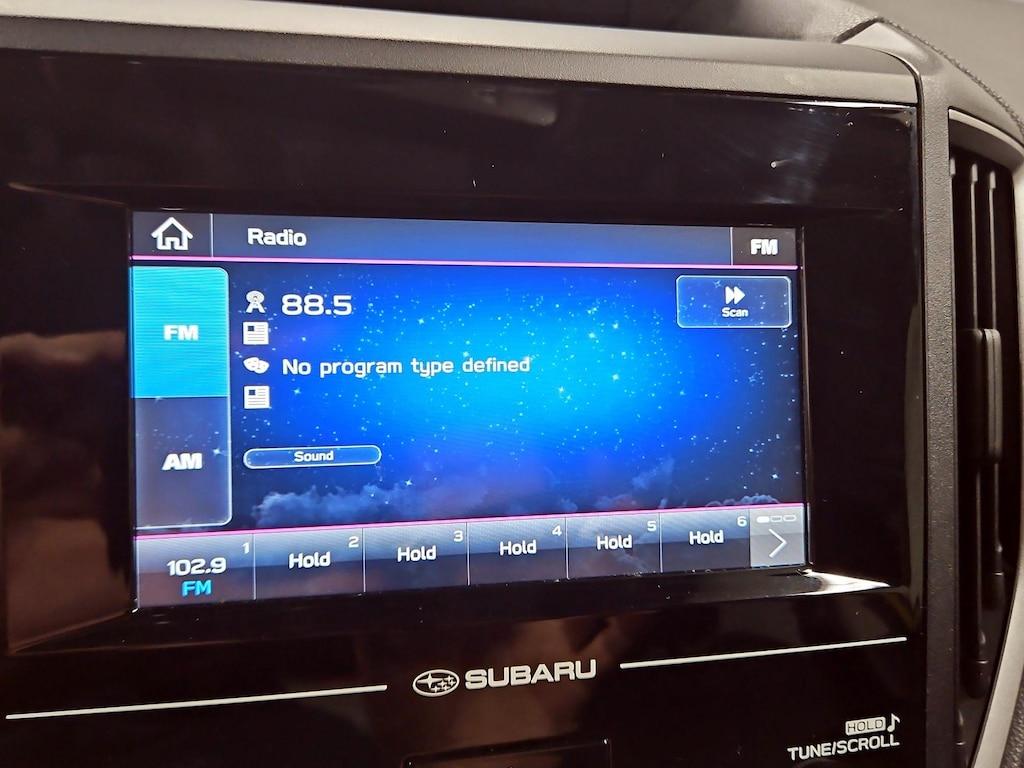 Radio
FM
FM
88.5
Scan
No program type defined
AM
Sound
1
102.9
FM
2
Hold
3
Hold
4
Hold
5
Hold
6
Hold
SUBARU
HOLD
TUNE/SCROLL